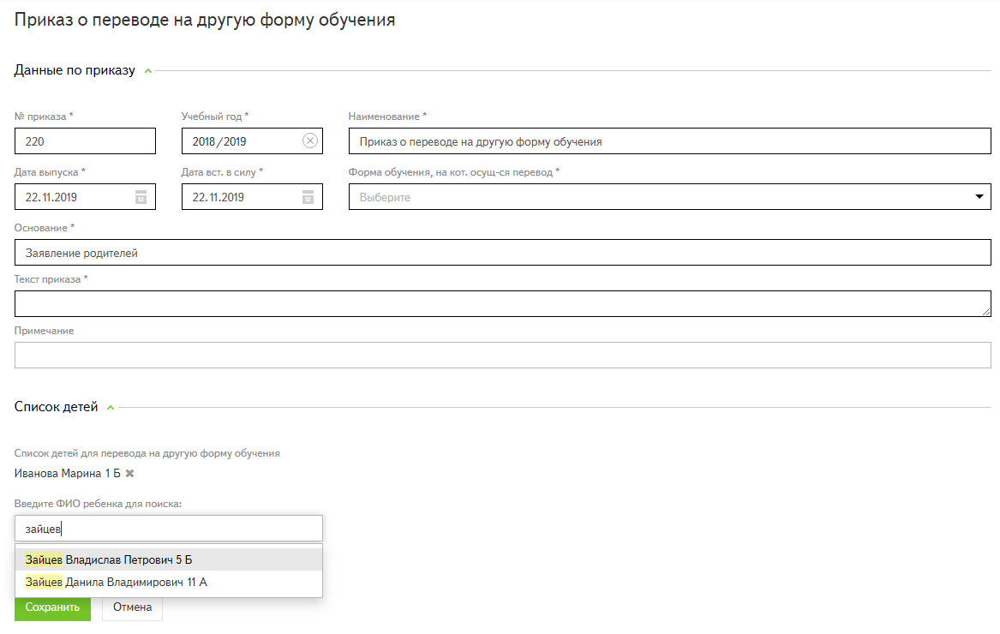 Приказ о переводе на другую форму обучения
Данные по приказу
№ приказа * Учебный год * Наименование *
220 2018/2019 Приказ о переводе на другую форму обучения
Дата выпуска * Дата вст. в силу * Форма обучения, на кот. осущ-ся перевод *
22.11.2019 12 22.11.2019 12 Выберите
Основание *
Заявление родителей
Текст приказа *
Примечание
Список детей
Список детей для перевода на другую форму обучения
Иванова Марина 1 Б
Введите ФИО ребенка для поиска:
зайцев
Зайцев Владислав Петрович 5 Б
Зайцев Данила Владимирович 11 А
Сохранить Отмена